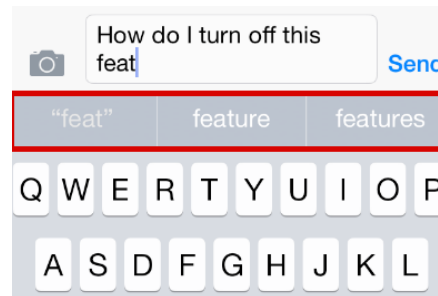 How do I turn off this
feat
Send
“feat” feature features
Q W E R T Y U I O P
A S D F G H J K L